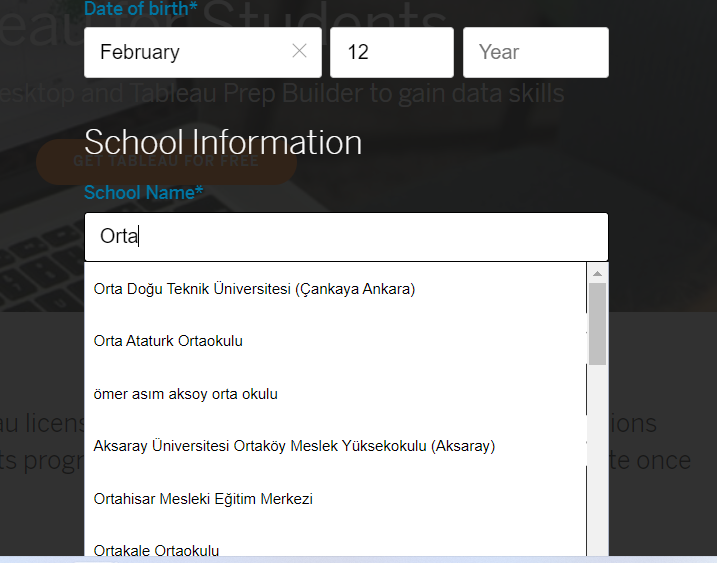 eau for Students
Date of birth*
February 12 Year
esktop and Tableau Prep Builder to gain data skills
School Information
GET TABLEAU FOR FREE
School Name*
Orta
Orta Doğu Teknik Üniversitesi (Çankaya Ankara)
Orta Ataturk Ortaokulu
ömer asım aksoy orta okulu
au licens ions
Aksaray Üniversitesi Ortaköy Meslek Yüksekokulu (Aksaray)
ts progr te once
Ortahisar Mesleki Eğitim Merkezi
Ortakale Ortaokulu